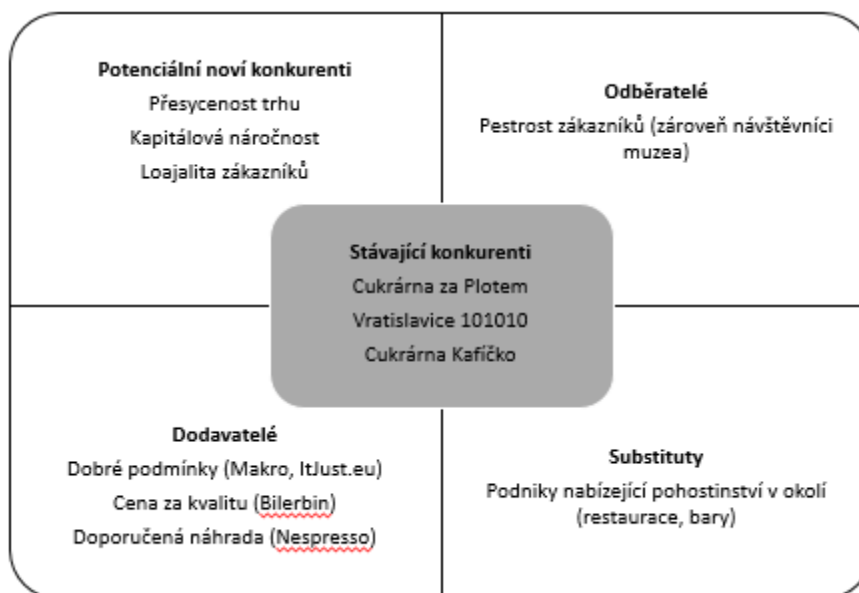 Potenciální noví konkurenti
Přesycenost trhu
Kapitálová náročnost
Loajalita zákazníků
Odběratelé
Pestrost zákazníků (zároveň návštěvníci
muzea)
Stávající konkurenti
Cukrárna za Plotem
Vratislavice 101010
Cukrárna Kafíčko
Dodavatelé
Dobré podmínky (Makro, ItJust.eu)
Cena za kvalitu (Bilerbin)
Doporučená náhrada (Nespresso)
Substituty
Podniky nabízející pohostinství v okolí
(restaurace, bary)